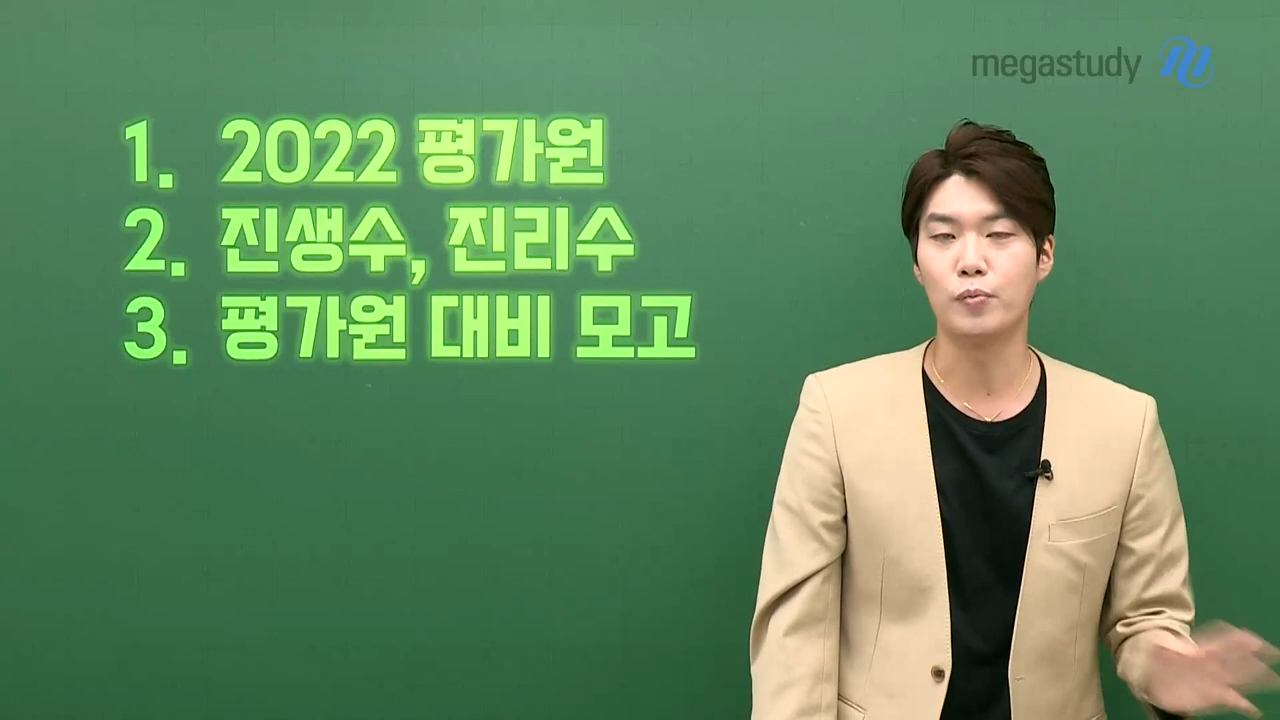 megastudy
1. 2022 평가원
2. 진생수, 진리수
3. 평가원 대비 모고